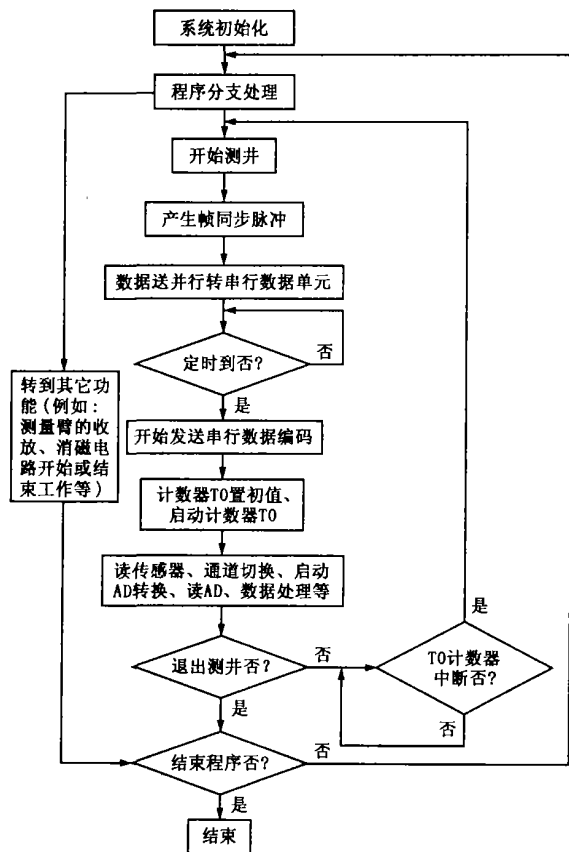 系统初始化
程序分支处理
开始测井
产生帧同步脉冲
数据送并行转串行数据单元
定时到否?
否
是
转到其它功
能(例如:
测量臂的收
放、消磁电
路开始或结
束工作等)
开始发送串行数据编码
计数器T0置初值、
启动计数器T0
读传感器、通道切换、启动
AD转换、读AD、数据处理等
是
退出测井否?
否
T0计数器
中断否?
否
是
结束程序否?
否
是
结束